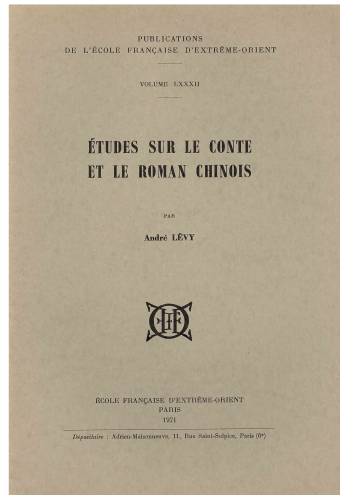 PUBLICATIONS
DE L'ÉCOLE FRANÇAISE D'EXTRÊME-ORIENT
VOLUME LXXXII
ÉTUDES SUR LE CONTE
ET LE ROMAN CHINOIS
PAR
André LÉVY
ÉCOLE FRANÇAISE D'EXTRÊME-ORIENT
PARIS
1971
Dépositaire : Adrien-Maisonneuve, 11, Rue Saint-Sulpice, Paris (6e)